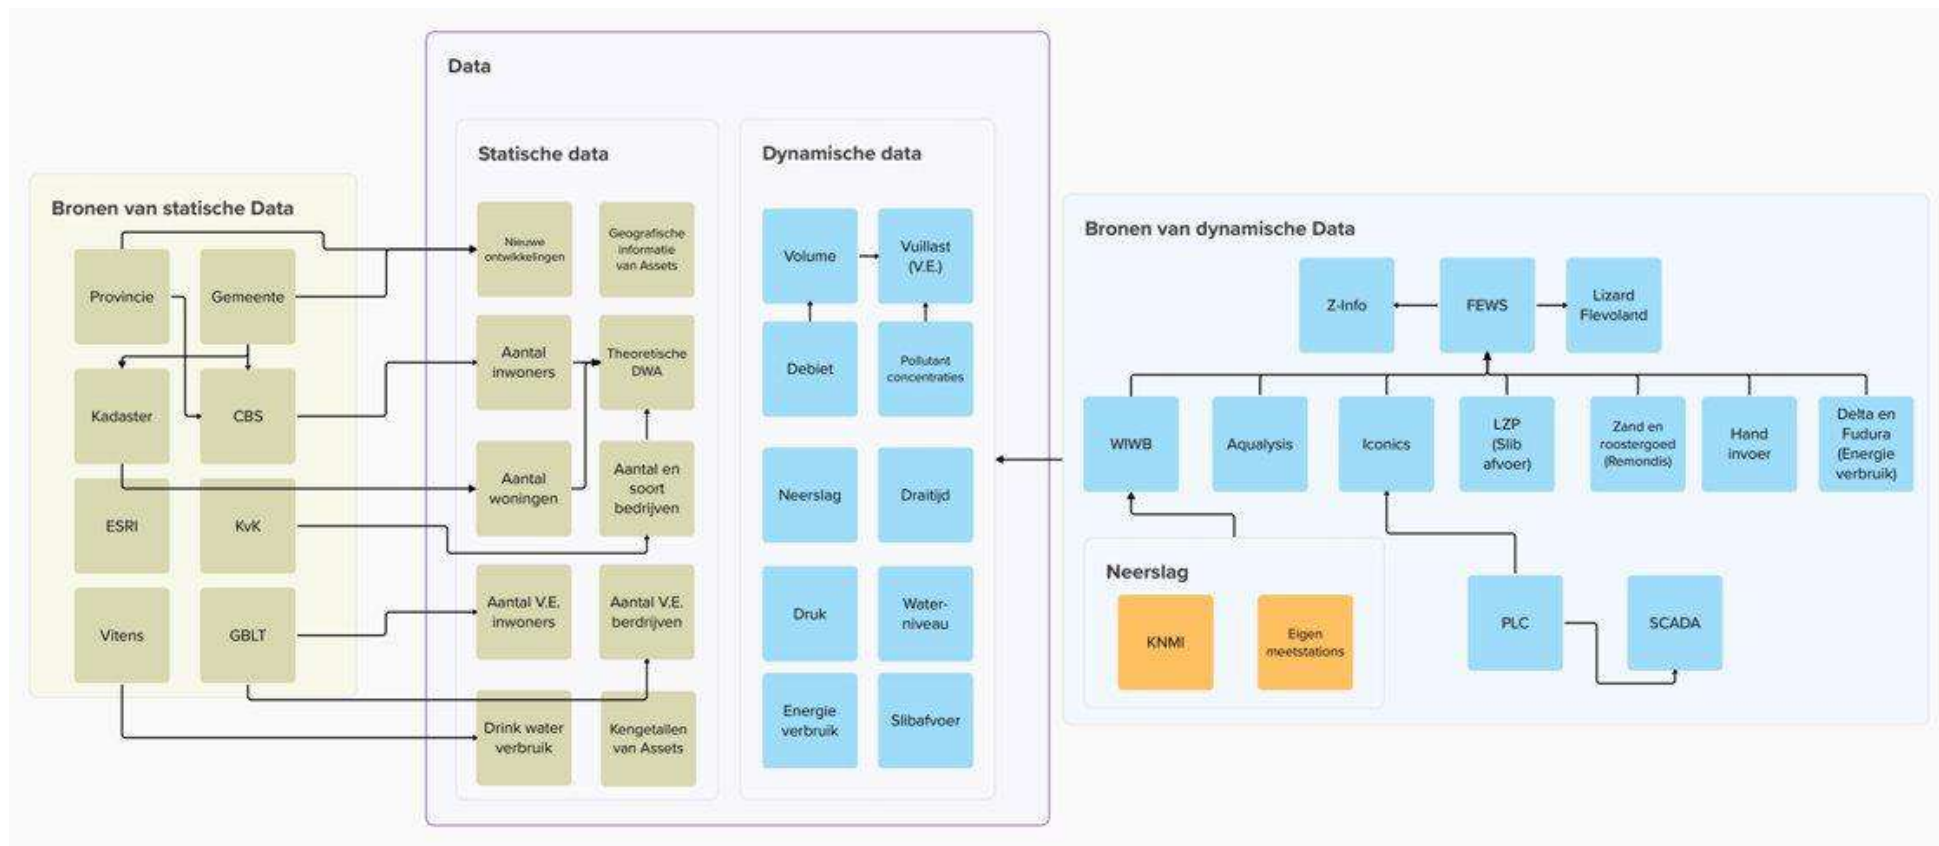 Data
Bronen van statische Data
Provincie
Gemeente
Kadaster
CBS
ESRI
KvK
Vitens
GBLT
Statische data
Nieuwe
ontwikkelingen
Geografische
informatie
van Assets
Aantal
inwoners
Theoretische
DWA
Aantal
woningen
Aantal en
soort
bedrijven
Aantal V.E.
inwoners
Aantal V.E.
berdrijven
Drink water
verbruik
Kengetallen
van Assets
Dynamische data
Volume
Vuillast
(V.E.)
Debiet
Pollutant
concentraties
Neerslag
Draitijd
Druk
Water-
niveau
Energie
verbruik
Slibafvoer
Bronen van dynamische Data
Z-Info
FEWS
Lizard
Flevoland
WIWB
Aqualysis
Iconics
LZP
(Slib
afvoer)
Zand en
roostergoed
(Remondis)
Hand
invoer
Delta en
Fudura
(Energie
verbruik)
Neerslag
KNMI
Eigen
meetstations
PLC
SCADA